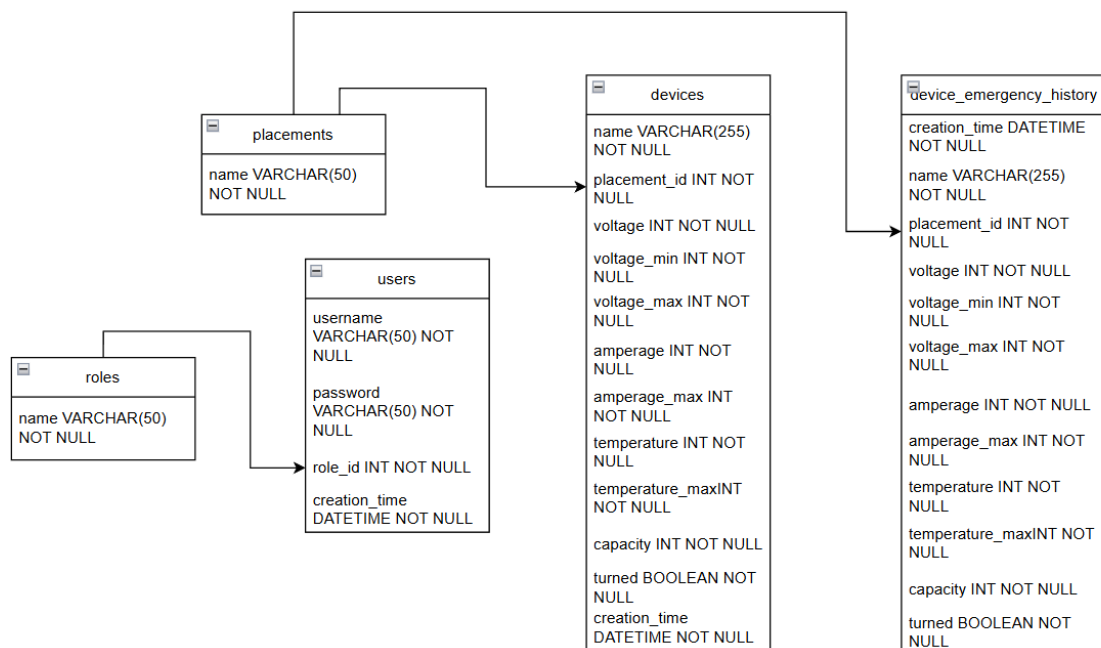 placements
name VARCHAR(50)
NOT NULL
roles
name VARCHAR(50)
NOT NULL
users
username
VARCHAR(50) NOT
NULL
password
VARCHAR(50) NOT
NULL
role_id INT NOT NULL
creation_time
DATETIME NOT NULL
devices
name VARCHAR(255)
NOT NULL
placement_id INT NOT
NULL
voltage INT NOT NULL
voltage_min INT NOT
NULL
voltage_max INT NOT
NULL
amperage INT NOT
NULL
amperage_max INT
NOT NULL
temperature INT NOT
NULL
temperature_maxINT
NOT NULL
capacity INT NOT NULL
turned BOOLEAN NOT
NULL
creation_time
DATETIME NOT NULL
device_emergency_history
creation_time DATETIME
NOT NULL
name VARCHAR(255)
NOT NULL
placement_id INT NOT
NULL
voltage INT NOT NULL
voltage_min INT NOT
NULL
voltage_max INT NOT
NULL
amperage INT NOT NULL
amperage_max INT NOT
NULL
temperature INT NOT
NULL
temperature_maxINT NOT
NULL
capacity INT NOT NULL
turned BOOLEAN NOT
NULL